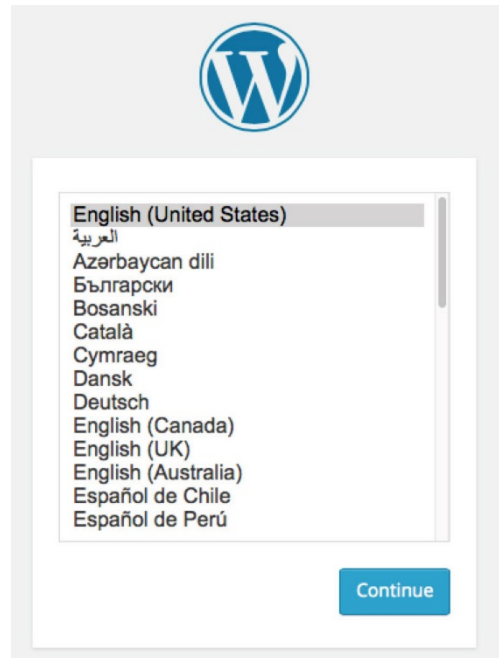 English (United States)
العربية
Azərbaycan dili
Български
Bosanski
Català
Cymraeg
Dansk
Deutsch
English (Canada)
English (UK)
English (Australia)
Español de Chile
Español de Perú
Continue